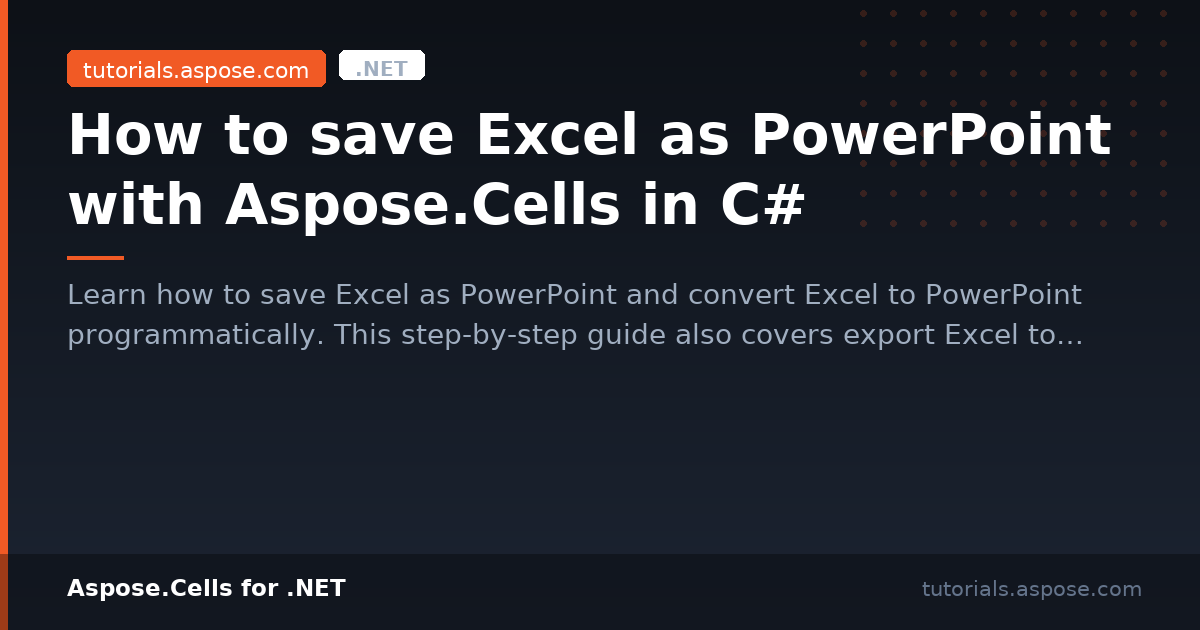 tutorials.aspose.com
.NET
How to save Excel as PowerPoint
with Aspose.Cells in C#
Learn how to save Excel as PowerPoint and convert Excel to PowerPoint
programmatically. This step-by-step guide also covers export Excel to...
Aspose.Cells for .NET
tutorials.aspose.com